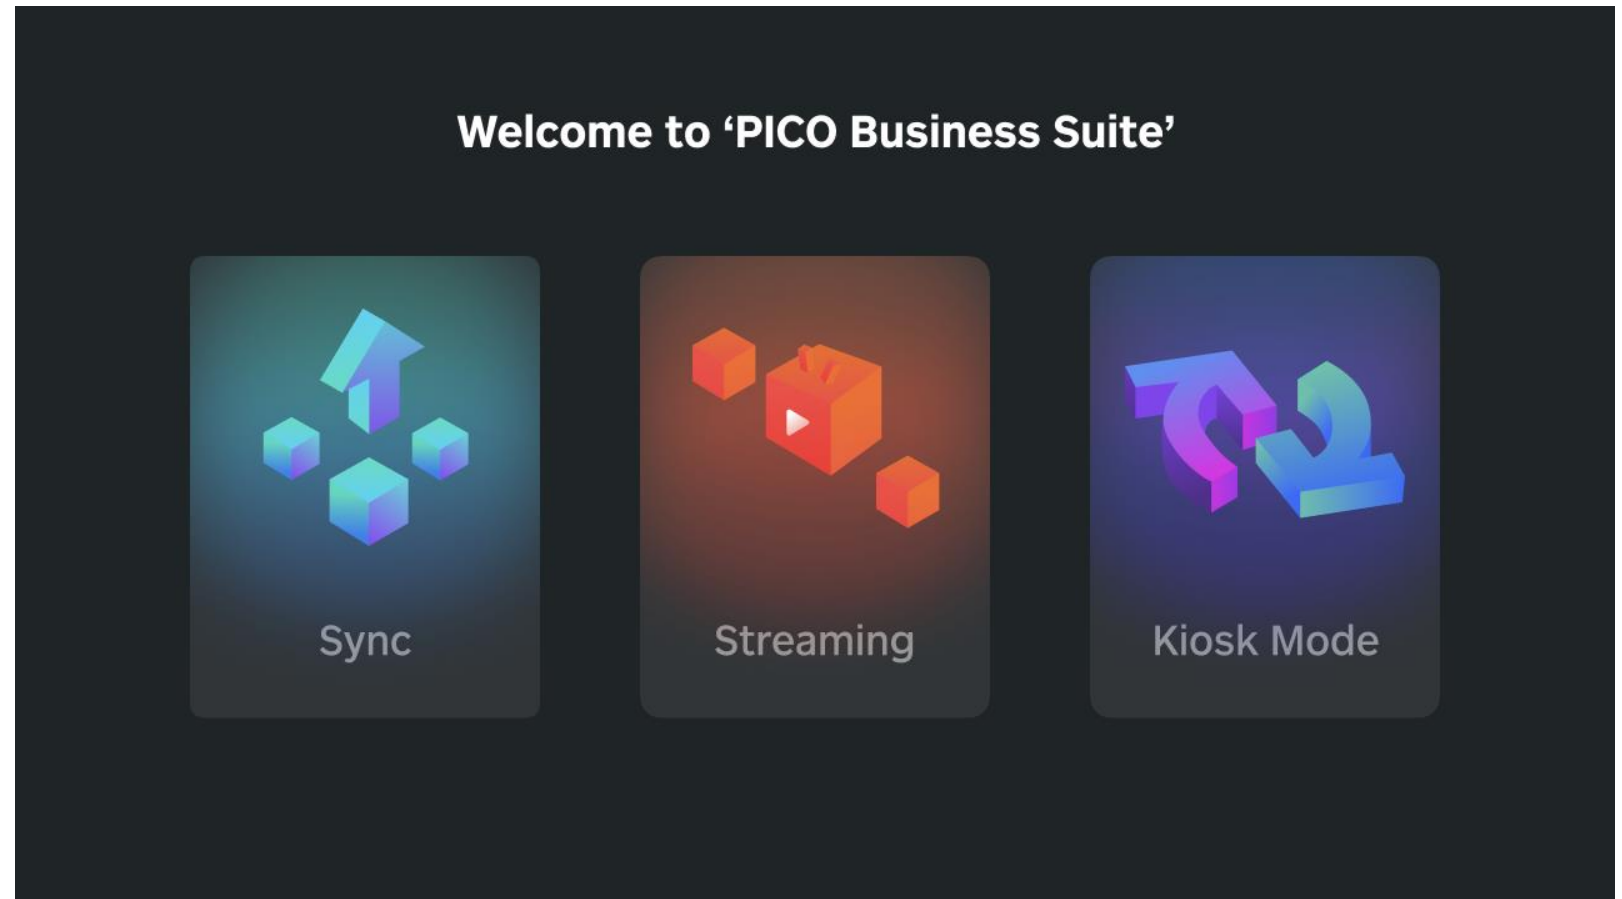 Welcome to ‘PICO Business Suite’
Sync
Streaming
Kiosk Mode